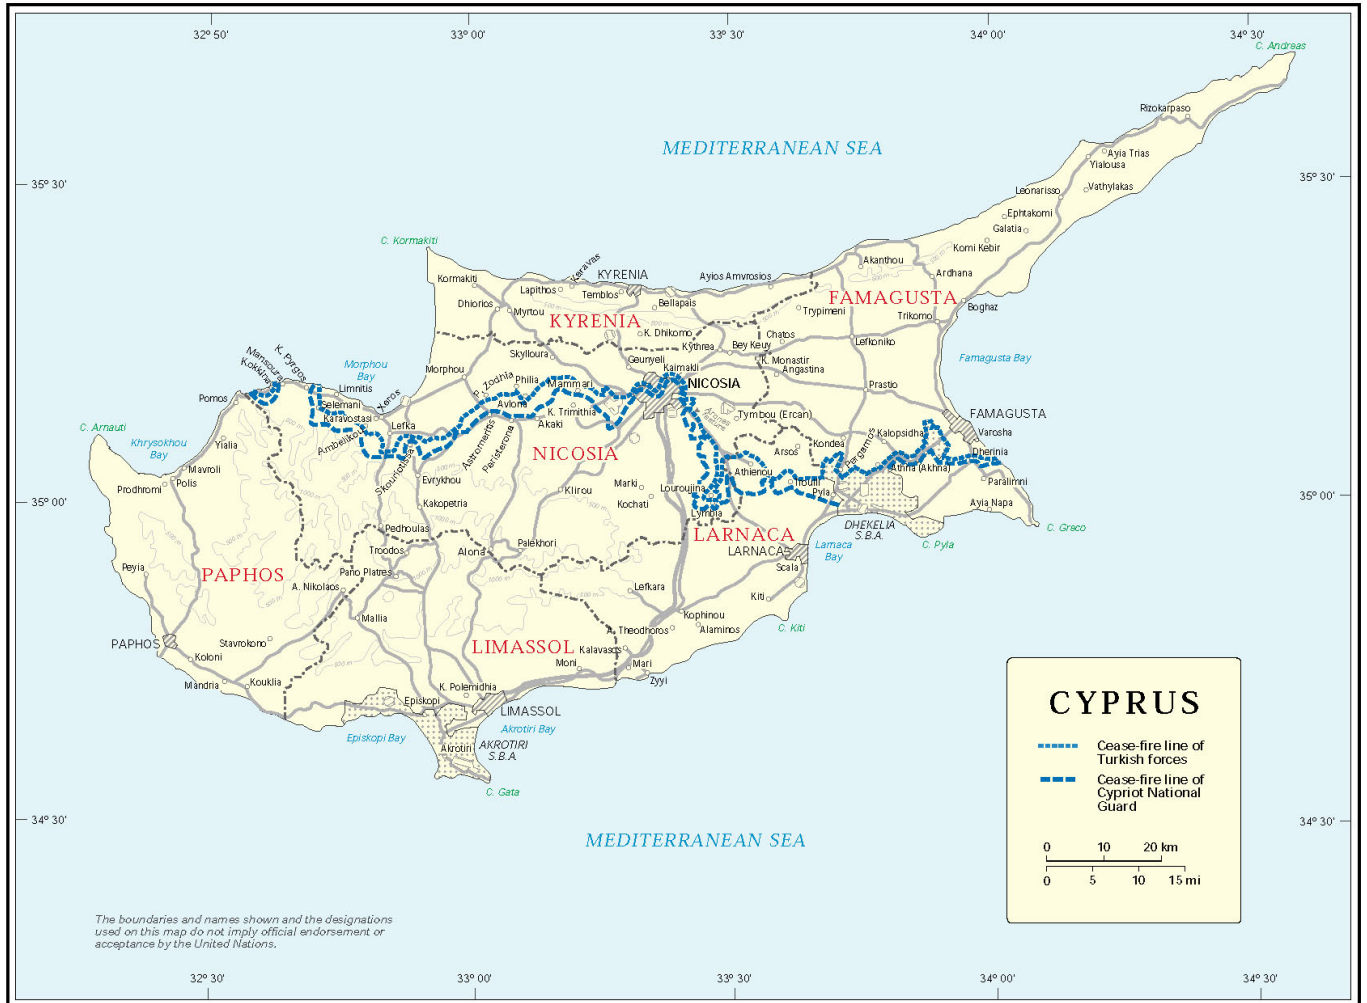 32° 50'
33° 00'
33° 30'
34° 00'
34° 30'
C. Andreas
Rizokarpaso
MEDITERRANEAN SEA
Ayia Trias
Yialousa
35° 30'
35° 30'
Leonarisso
Vathylakas
Ephtakomi
Galatia
C. Kormakiti
Komi Kebir
Karavas
KYRENIA
Ayios Amvrosios
Akanthou
Ardhana
Kormakiti
Lapithos
Temblos
Bellapais
FAMAGUSTA
Dhiorios
Myrtou
KYRENIA
Trypimeni
Trikomo
Boghaz
K. Dhikomo
Chatos
Lefkoniko
Kythrea
Bey Keuy
Skylloura
Geunyeli
Kaimakli
K. Monastir
Angastina
Famagusta Bay
K. Pyrgos
Mansoura
Kokkina
Morphou
Bay
Morphou
P. Zodhia
Philia
Mammari
NICOSIA
Prastio
Pomos
Limnitis
Xeros
Selemani
Karavostasi
Avlona
K. Trimithia
Akaki
Tymbou (Ercan)
FAMAGUSTA
C. Arnauti
Khrysokhou
Bay
Yialia
Ambelikou
Lefka
Astromeritis
Peristerona
NICOSIA
Arsos
Kondea
Pergamos
Kalopsidha
Varosha
Dherinia
Mavroli
Prodhromi
Polis
Skouriotissa
Evrykhou
Athienou
Athna (Akhna)
Paralimni
35° 00'
35° 00'
Kakopetria
Klirou
Marki
Kochati
Louroujina
Troulli
Pyla
Ayia Napa
Lymbia
DHEKELIA
S.B.A.
C. Greco
Pedhoulas
Troodos
Alona
Palekhori
LARNACA
LARNACA
Larnaca
Bay
C. Pyla
Peyia
PAPHOS
Pano Platres
A. Nikolaos
Scala
Lefkara
Kiti
Mallia
Kophinou
Alaminos
C. Kiti
PAPHOS
Stavrokono
LIMASSOL
A. Theodhoros
Kalavasos
Koloni
Moni
Mari
Mandria
Kouklia
Zyyi
K. Polemidhia
Episkopi
LIMASSOL
Episkopi Bay
Akrotiri Bay
Akrotiri
AKROTIRI
S.B.A.
C. Gata
CYPRUS
Cease-fire line of
Turkish forces
Cease-fire line of
Cypriot National
Guard
0 10 20 km
0 5 10 15 mi
34° 30'
34° 30'
MEDITERRANEAN SEA
The boundaries and names shown and the designations
used on this map do not imply official endorsement or
acceptance by the United Nations.
32° 30'
33° 00'
33° 30'
34° 00'
34° 30'